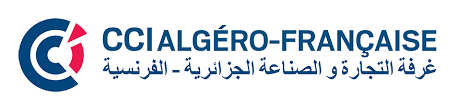 CCI ALGÉRO-FRANÇAISE
غرفة التجارة و الصناعة الجزائرية - الفرنسية